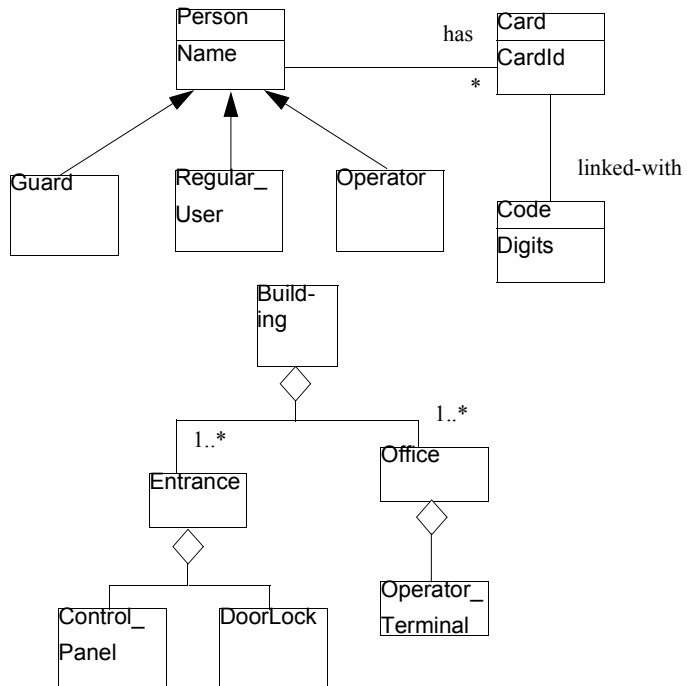 Person
Name
has
*
Card
CardId
Guard
Regular_
User
Operator
linked-with
Code
Digits
Build-
ing
1..*
1..*
Entrance
Office
Control_
Panel
DoorLock
Operator_
Terminal